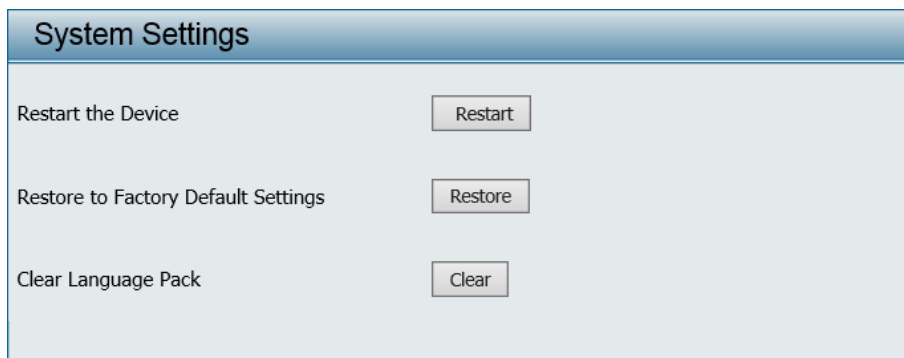 System Settings
Restart the Device Restart
Restore to Factory Default Settings Restore
Clear Language Pack Clear